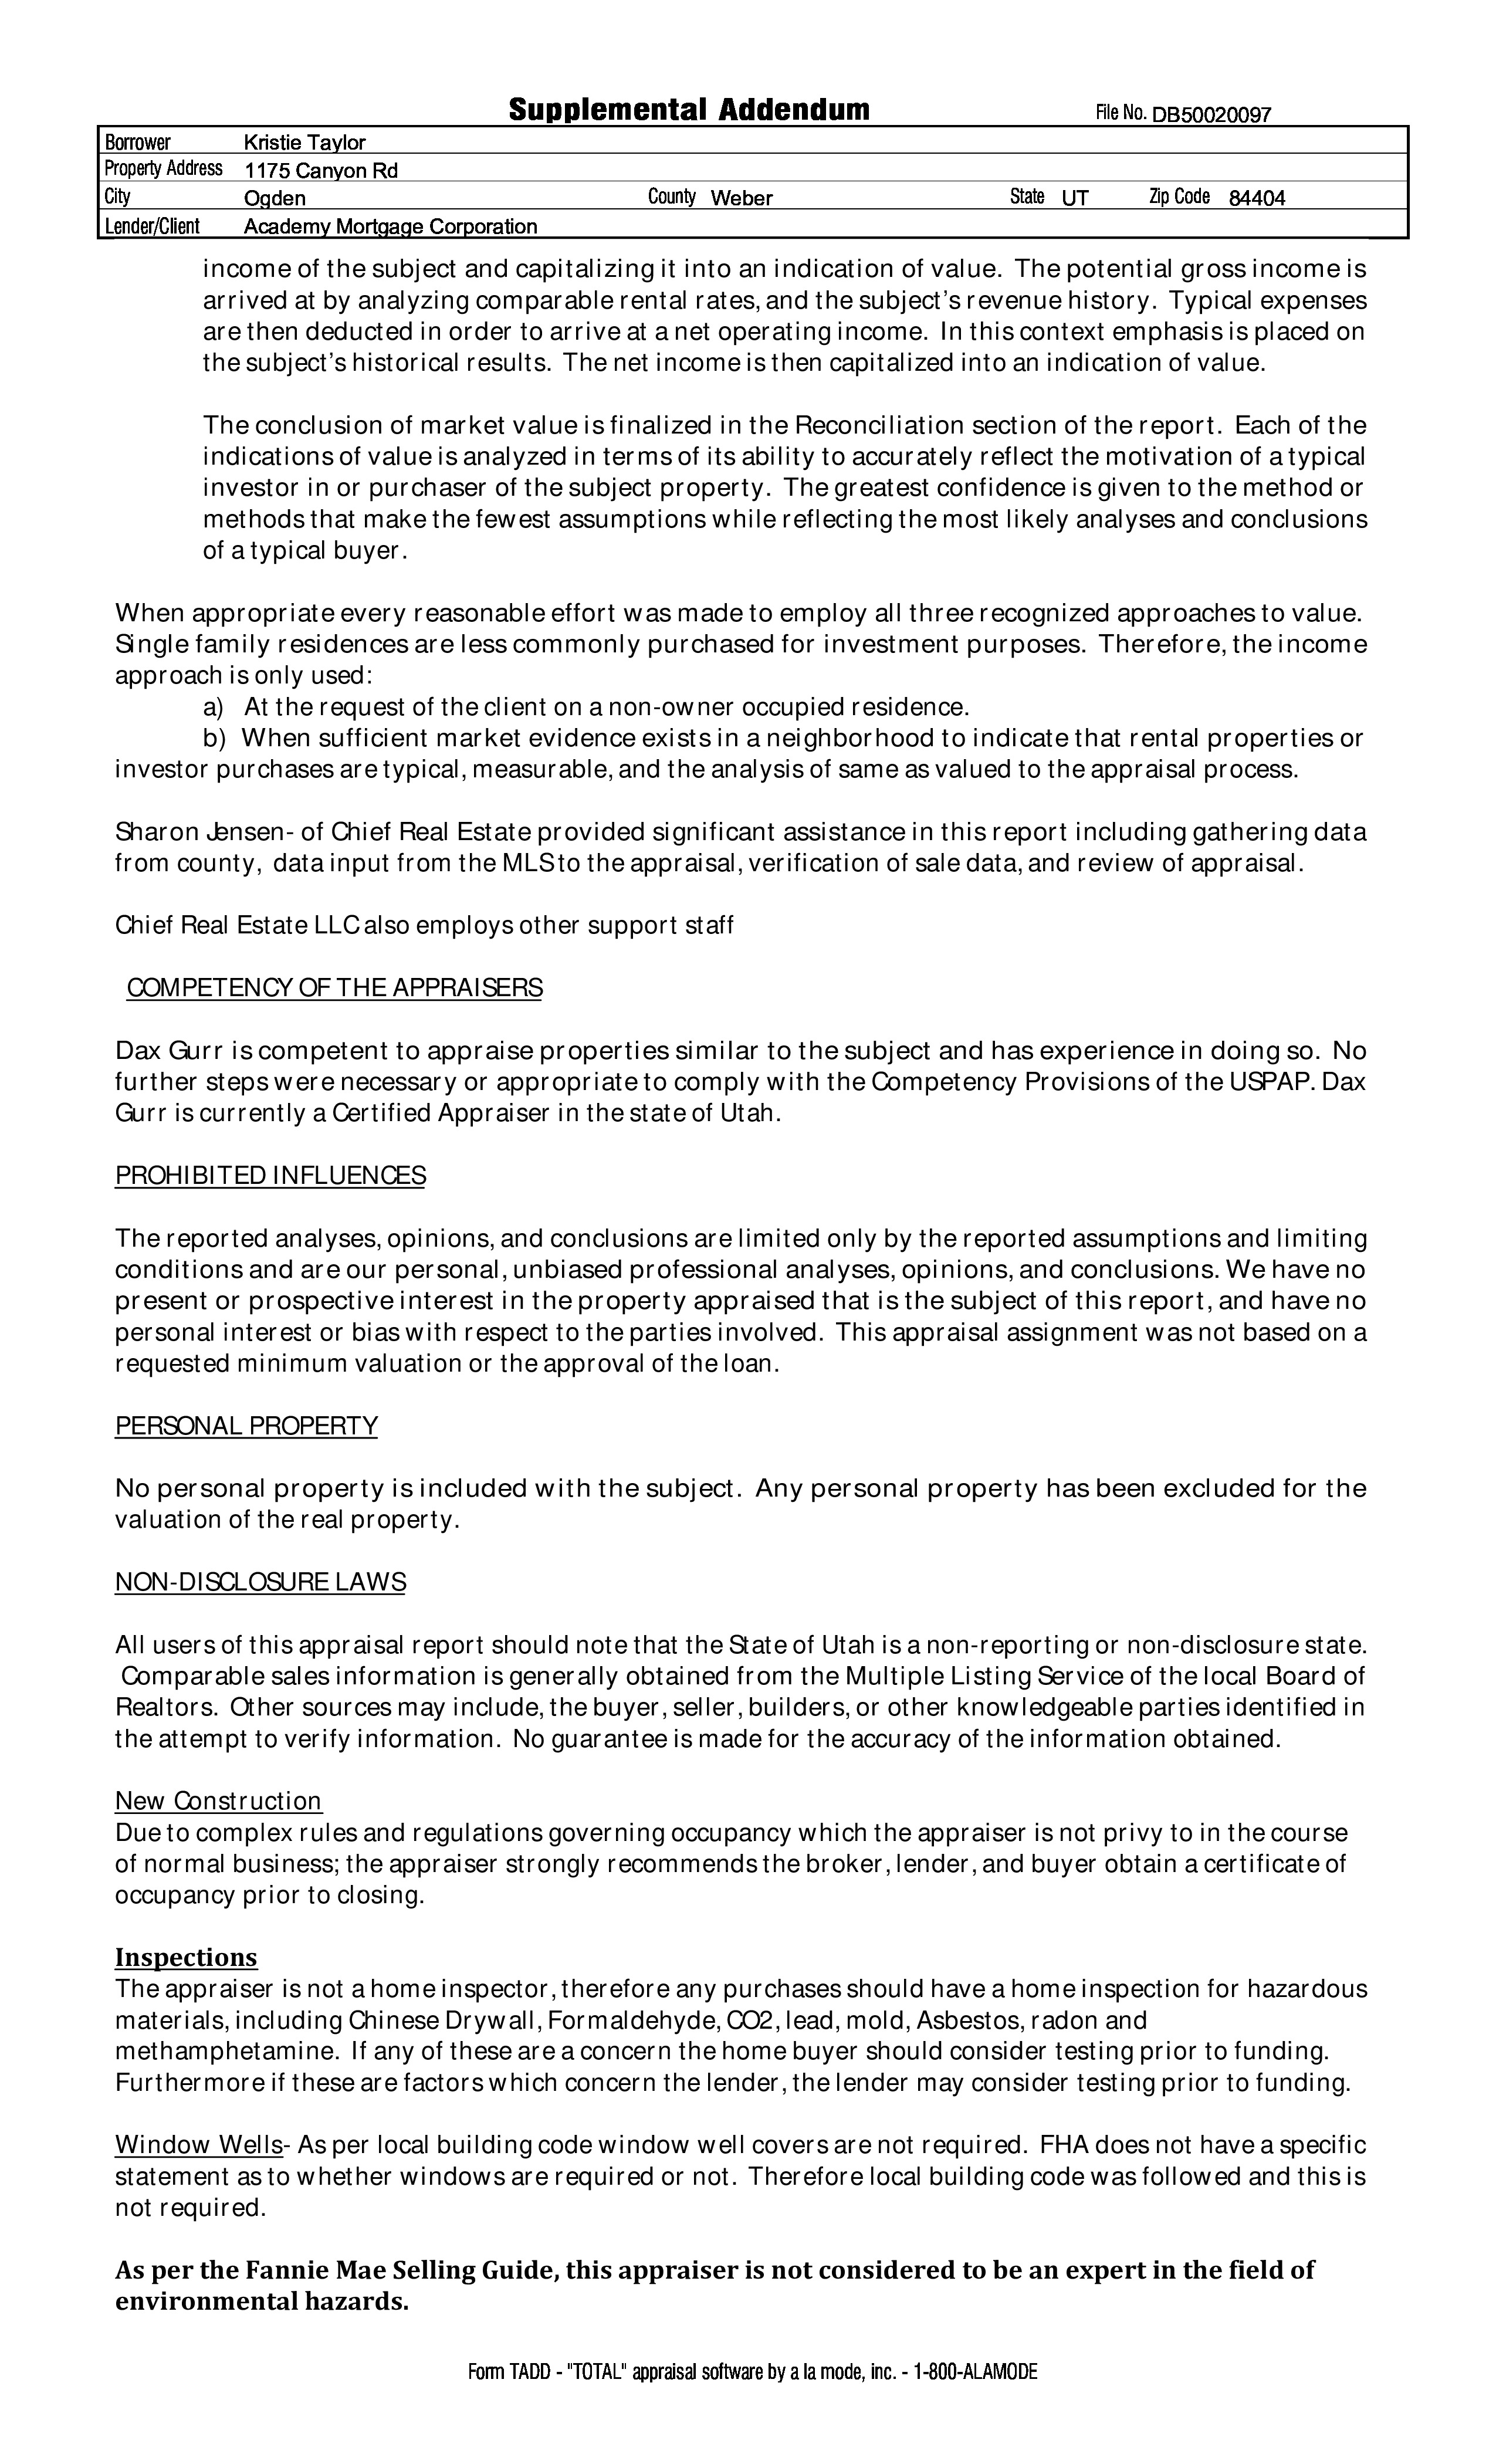 Supplemental Addendum File No. DB50020097
Borrower Kristie Taylor
Property Address 1175 Canyon Rd
City Ogden County Weber State UT Zip Code 84404
Lender/Client Academy Mortgage Corporation
income of the subject and capitalizing it into an indication of value. The potential gross income is
arrived at by analyzing comparable rental rates, and the subject's revenue history. Typical expenses
are then deducted in order to arrive at a net operating income. In this context emphasis is placed on
the subject's historical results. The net income is then capitalized into an indication of value.
The conclusion of market value is finalized in the Reconciliation section of the report. Each of the
indications of value is analyzed in terms of its ability to accurately reflect the motivation of a typical
investor in or purchaser of the subject property. The greatest confidence is given to the method or
methods that make the fewest assumptions while reflecting the most likely analyses and conclusions
of a typical buyer.
When appropriate every reasonable effort was made to employ all three recognized approaches to value.
Single family residences are less commonly purchased for investment purposes. Therefore, the income
approach is only used:
a) At the request of the client on a non-owner occupied residence.
b) When sufficient market evidence exists in a neighborhood to indicate that rental properties or
investor purchases are typical, measurable, and the analysis of same as valued to the appraisal process.
Sharon Jensen- of Chief Real Estate provided significant assistance in this report including gathering data
from county, data input from the MLS to the appraisal, verification of sale data, and review of appraisal.
Chief Real Estate LLC also employs other support staff
COMPETENCY OF THE APPRAISERS
Dax Gurr is competent to appraise properties similar to the subject and has experience in doing so. No
further steps were necessary or appropriate to comply with the Competency Provisions of the USPAP. Dax
Gurr is currently a Certified Appraiser in the state of Utah.
PROHIBITED INFLUENCES
The reported analyses, opinions, and conclusions are limited only by the reported assumptions and limiting
conditions and are our personal, unbiased professional analyses, opinions, and conclusions. We have no
present or prospective interest in the property appraised that is the subject of this report, and have no
personal interest or bias with respect to the parties involved. This appraisal assignment was not based on a
requested minimum valuation or the approval of the loan.
PERSONAL PROPERTY
No personal property is included with the subject. Any personal property has been excluded for the
valuation of the real property.
NON-DISCLOSURE LAWS
All users of this appraisal report should note that the State of Utah is a non-reporting or non-disclosure state.
Comparable sales information is generally obtained from the Multiple Listing Service of the local Board of
Realtors. Other sources may include, the buyer, seller, builders, or other knowledgeable parties identified in
the attempt to verify information. No guarantee is made for the accuracy of the information obtained.
New Construction
Due to complex rules and regulations governing occupancy which the appraiser is not privy to in the course
of normal business; the appraiser strongly recommends the broker, lender, and buyer obtain a certificate of
occupancy prior to closing.
Inspections
The appraiser is not a home inspector, therefore any purchases should have a home inspection for hazardous
materials, including Chinese Drywall, Formaldehyde, CO2, lead, mold, Asbestos, radon and
methamphetamine. If any of these are a concern the home buyer should consider testing prior to funding.
Furthermore if these are factors which concern the lender, the lender may consider testing prior to funding.
Window Wells- As per local building code window well covers are not required. FHA does not have a specific
statement as to whether windows are required or not. Therefore local building code was followed and this is
not required.
As per the Fannie Mae Selling Guide, this appraiser is not considered to be an expert in the field of
environmental hazards.
Form TADD - "TOTAL" appraisal software by a la mode, inc. - 1-800-ALAMODE